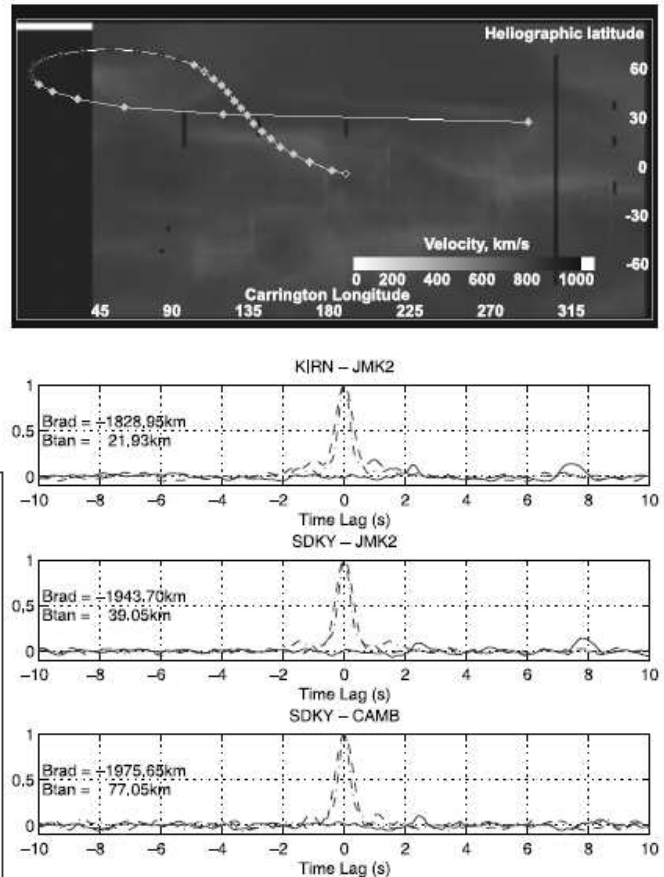 Heliographic latitude
60
30
0
-30
-60
Velocity, km/s
0 200 400 600 800 1000
Carrington Longitude
45 90 135 180 225 270 315
KIRN – JMK2
1
0.5
0
Brad = –1828,95km
Btan = 21,93km
–10 –8 –6 –4 –2 0 2 4 6 8 10
Time Lag (s)
SDKY – JMK2
1
0.5
0
Brad = –1943.70km
Btan = 39.05km
–10 –8 –6 –4 –2 0 2 4 6 8 10
Time Lag (s)
SDKY – CAMB
1
0.5
0
Brad = –1975,65km
Btan = 77,05km
–10 –8 –6 –4 –2 0 2 4 6 8 10
Time Lag (s)